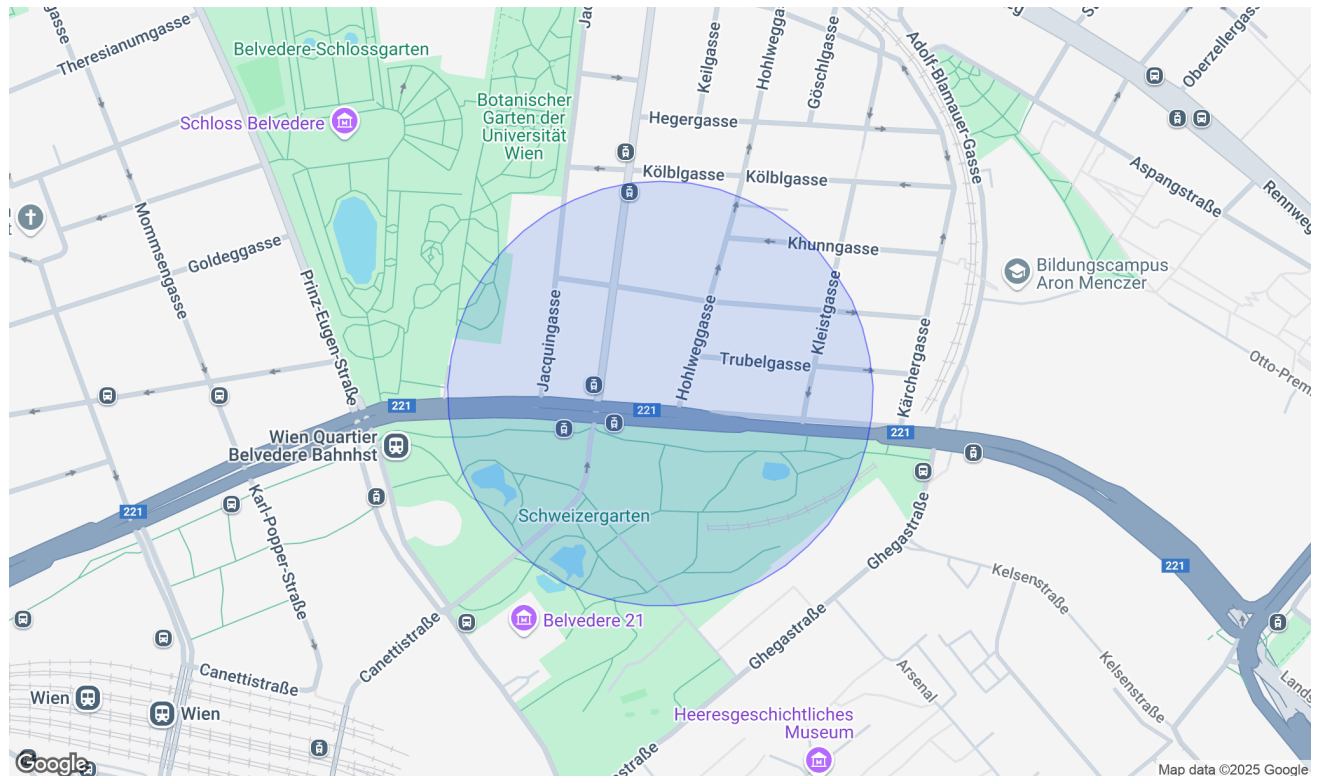 Theresianumgasse
Belvedere-Schlossgarten
Schloss Belvedere
Botanischer
Garten der
Universität
Wien
Keilgasse
Göschlgasse
Adolf-Blamauer-Gasse
Oberzellergasse
Hegergasse
Kölblgasse
Kölblgasse
Aspangstraße
Rennweg
Mommsengasse
Goldeggasse
Prinz-Eugen-Straße
Khunngasse
Bildungscampus
Aron Menczer
Jacquingasse
Hohlweggasse
Kleistgasse
Trubelgasse
Kärchergasse
221
221
221
Wien Quartier
Belvedere Bahnhst
221
Karl-Popper-Straße
Schweizergarten
Ghegastraße
221
Kelsenstraße
Belvedere 21
Canettistraße
Ghegastraße
Kelsenstraße
Arsenal
Canettistraße
Wien
Wien
Heeresgeschichtliches
Museum
Google
Map data ©2025 Google